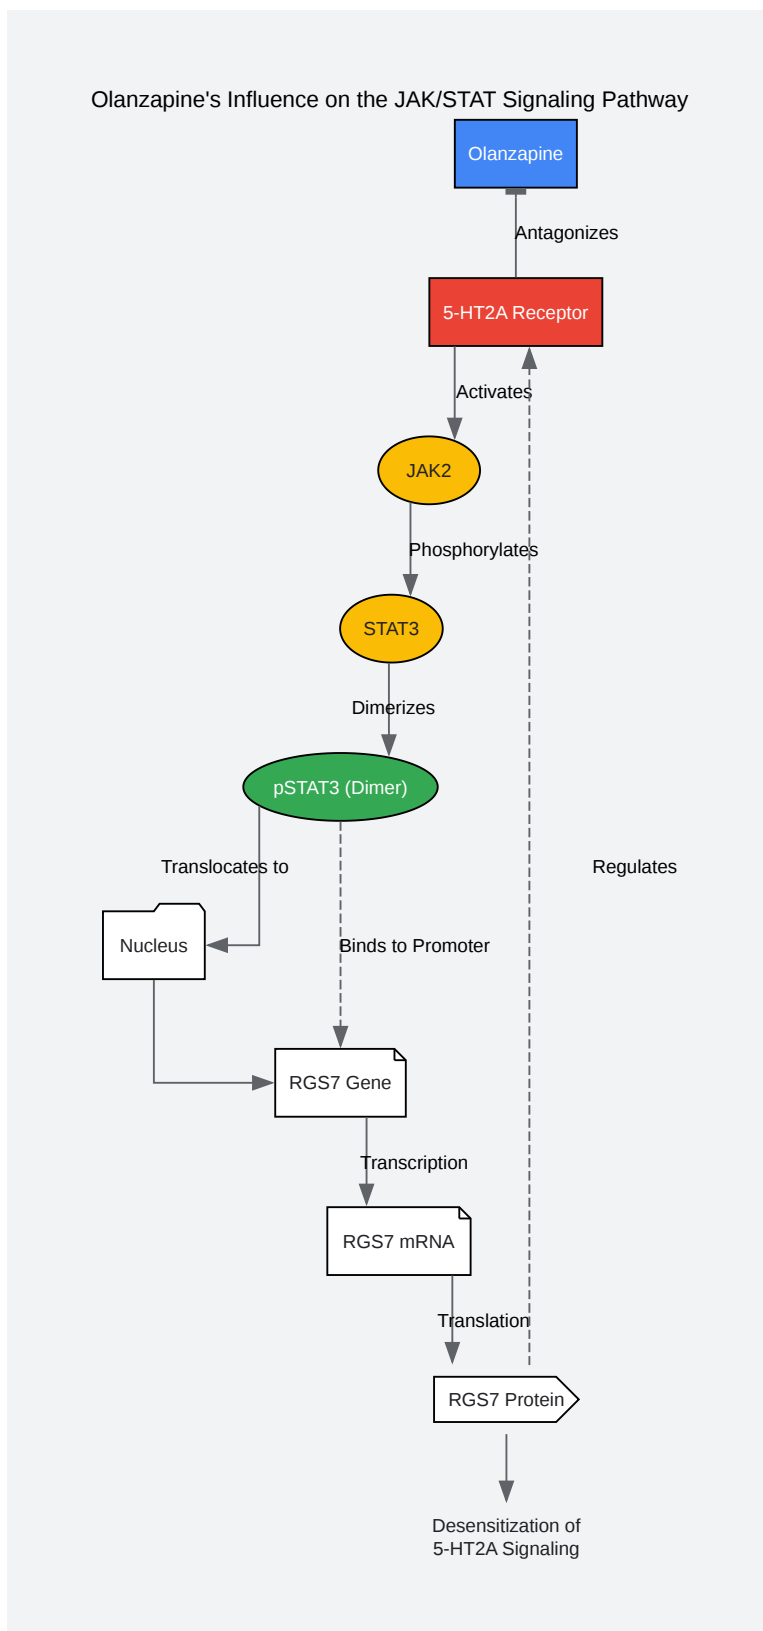 Olanzapine's Influence on the JAK/STAT Signaling Pathway
Olanzapine
Antagonizes
5-HT2A Receptor
Activates
JAK2
Phosphorylates
STAT3
Dimerizes
pSTAT3 (Dimer)
Translocates to
Regulates
Nucleus
Binds to Promoter
RGS7 Gene
Transcription
RGS7 mRNA
Translation
RGS7 Protein
Desensitization of
5-HT2A Signaling